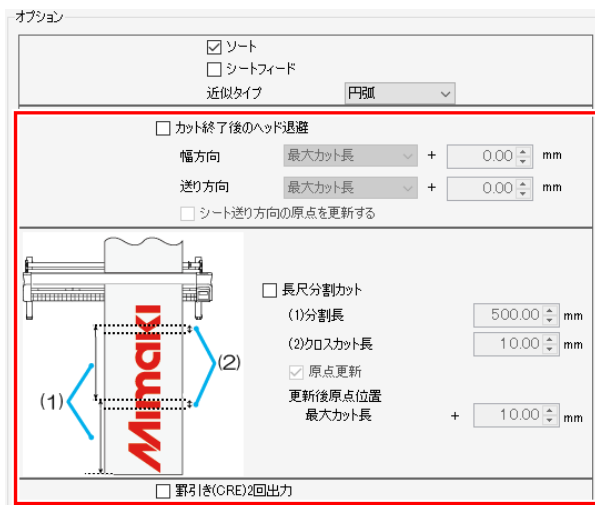 オプション
ソート
シートフィード
近似タイプ 円弧
カット終了後のヘッド退避
幅方向 最大カット長 + 0.00 mm
送り方向 最大カット長 + 0.00 mm
シート送り方向の原点を更新する
Mimaki
(1)
(2)
長尺分割カット
(1)分割長 500.00 mm
(2)クロスカット長 10.00 mm
原点更新
更新後原点位置
最大カット長 + 10.00 mm
罫引き(CRE)2回出力